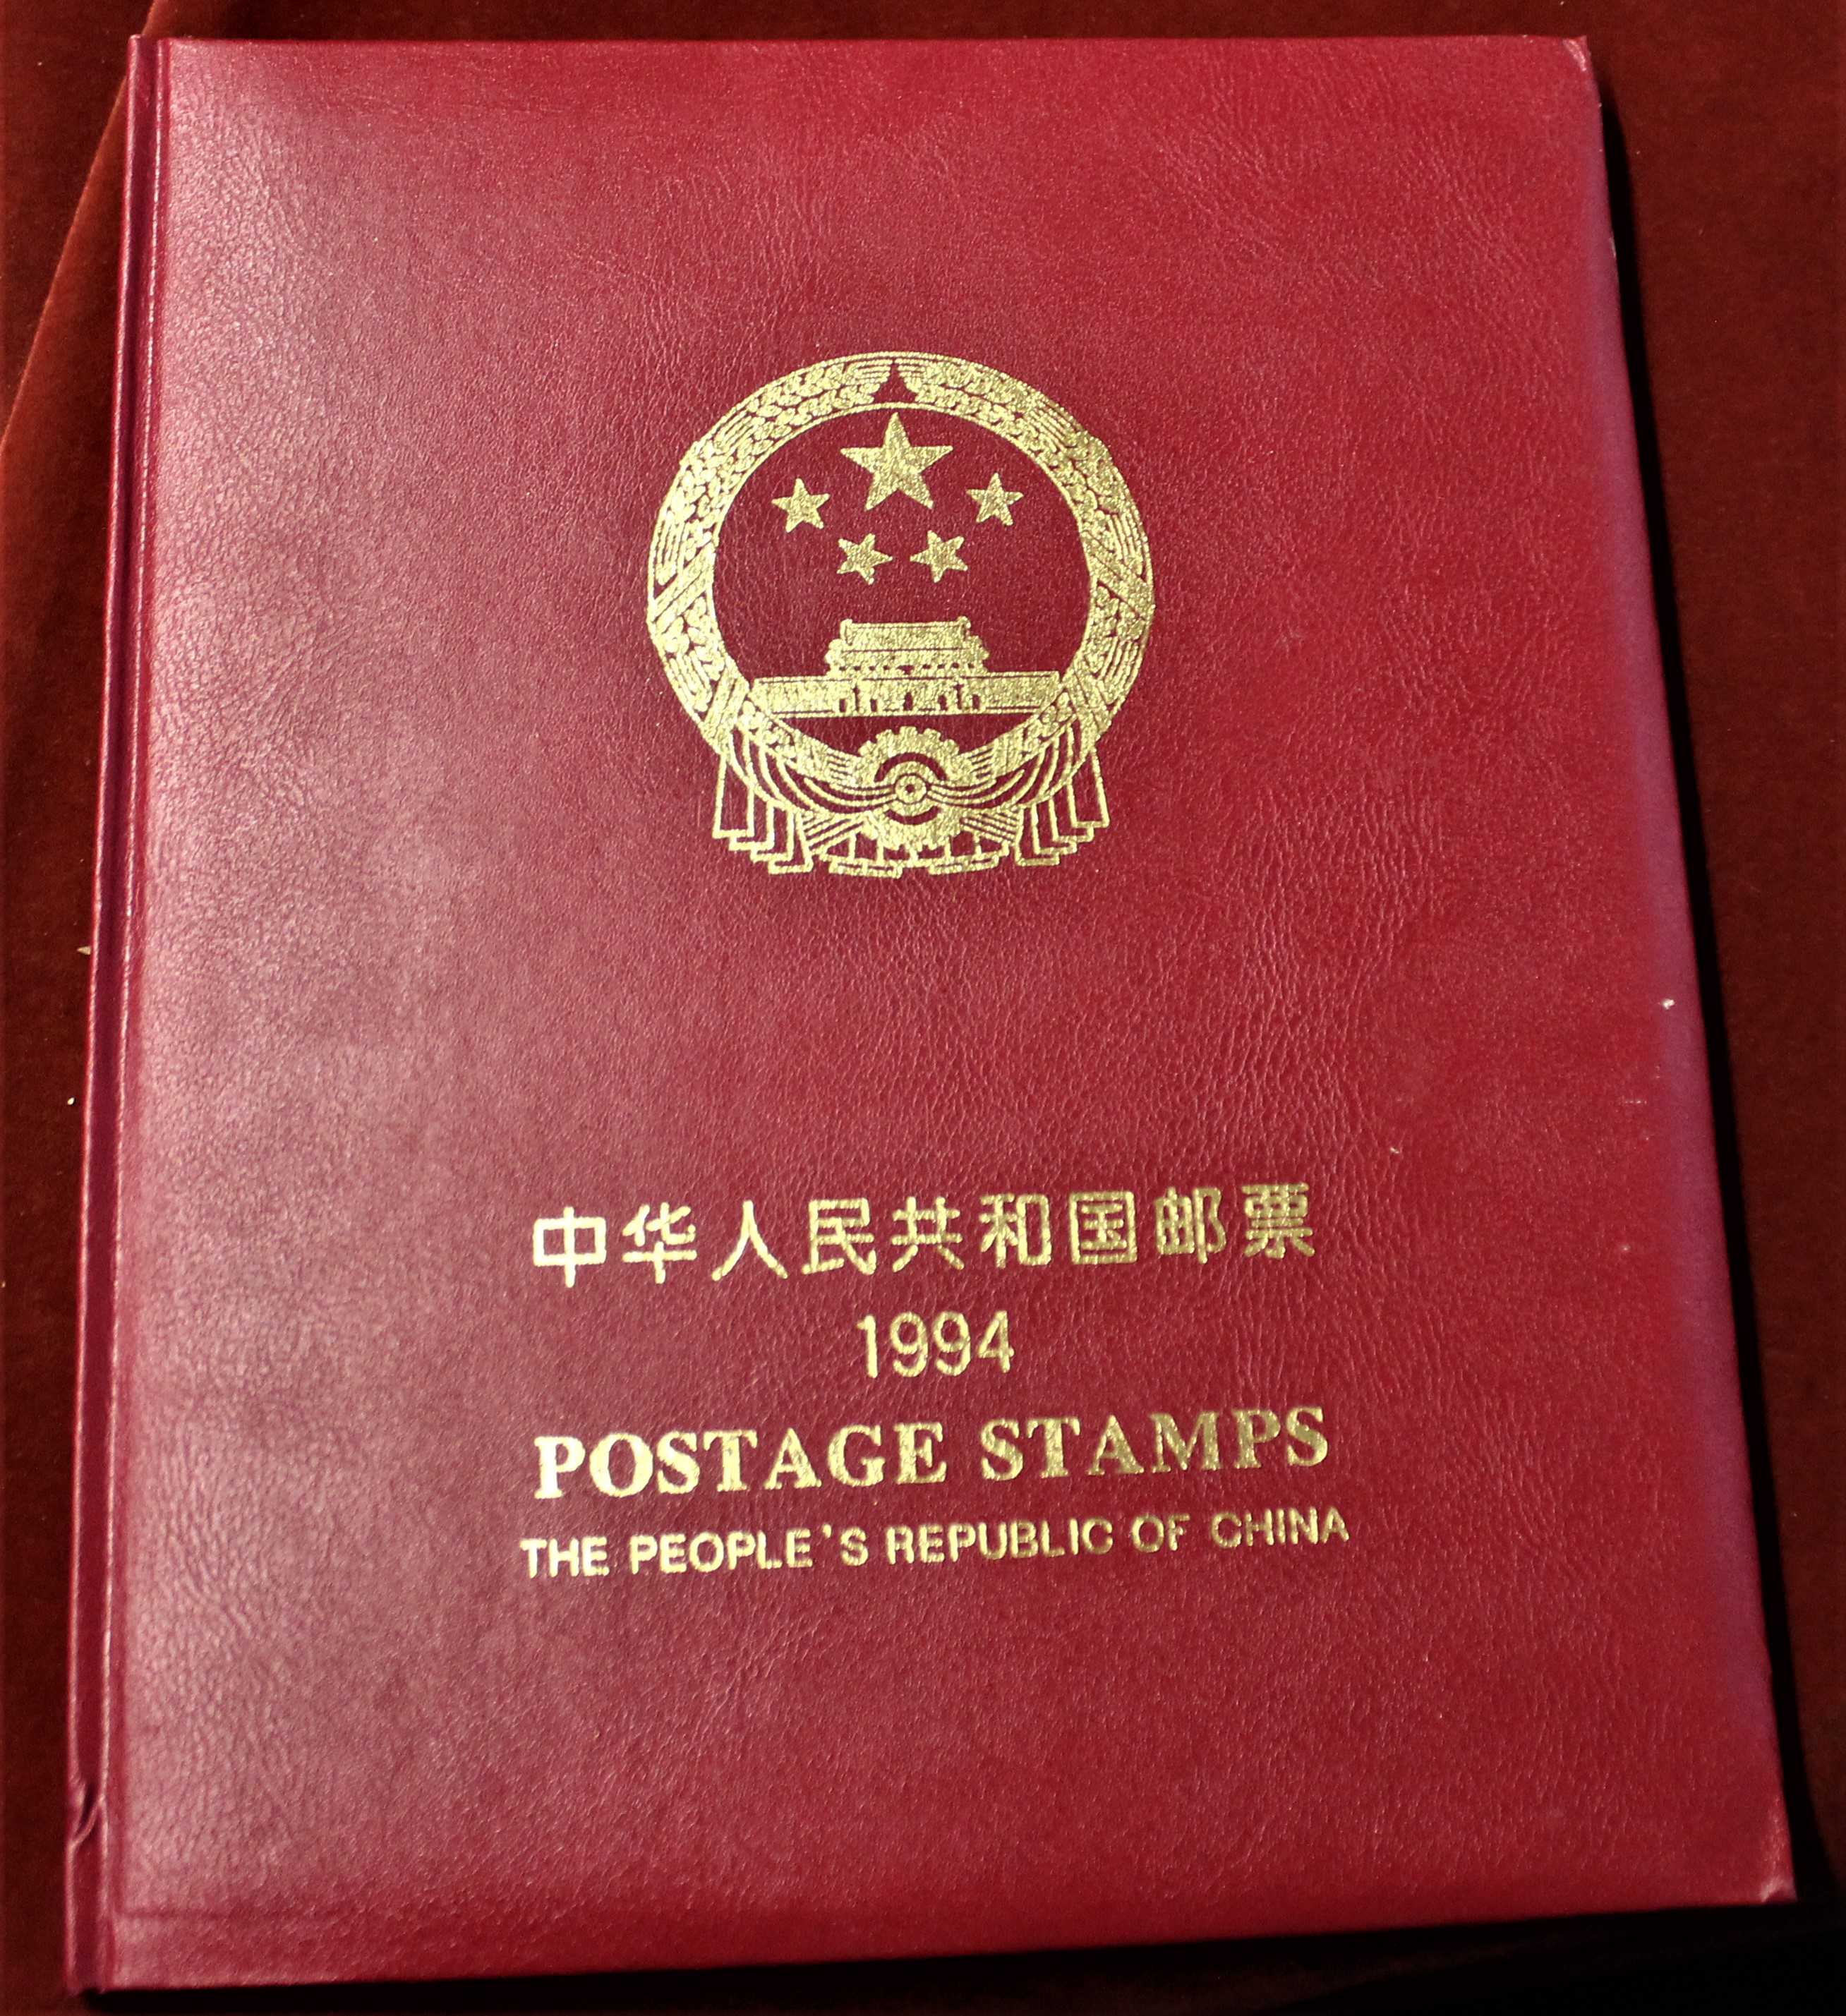 中华人民共和国邮票
1994
POSTAGE STAMPS
THE PEOPLE'S REPUBLIC OF CHINA